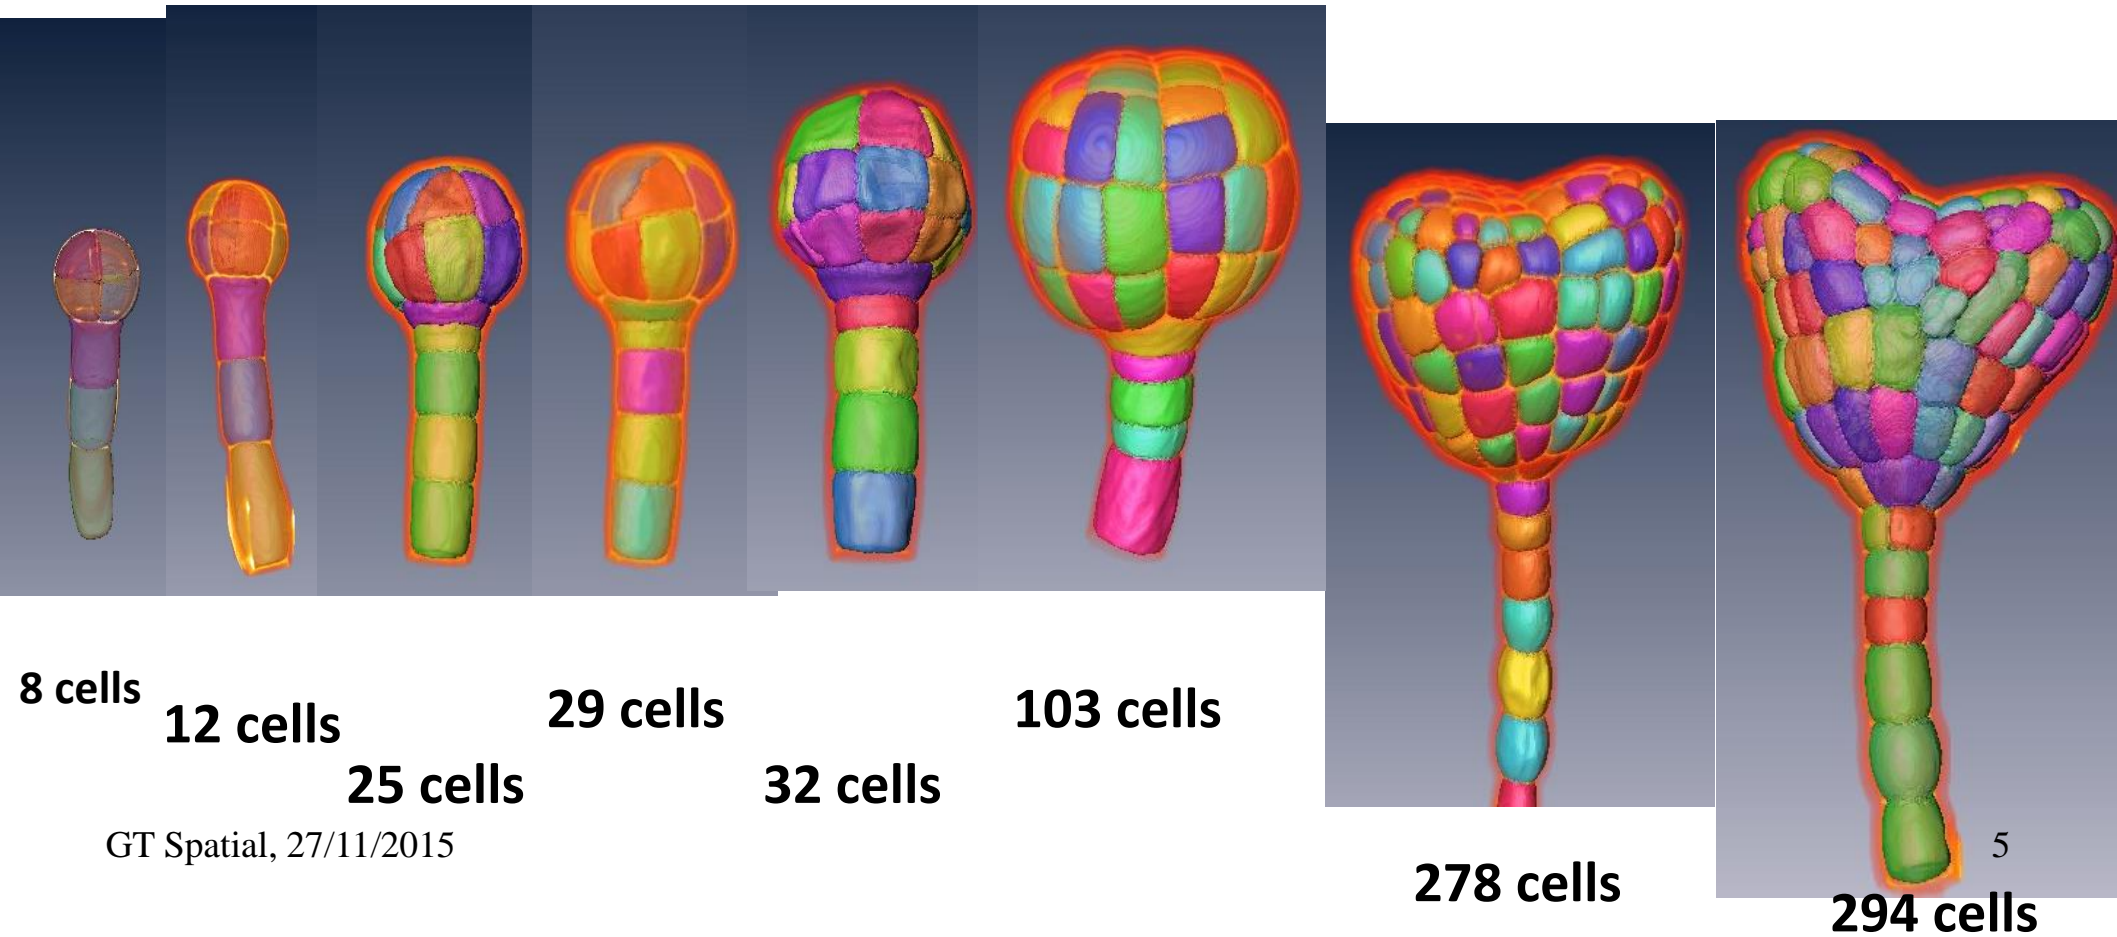 8 cells
12 cells
25 cells
29 cells
32 cells
103 cells
278 cells
294 cells
GT Spatial, 27/11/2015
5